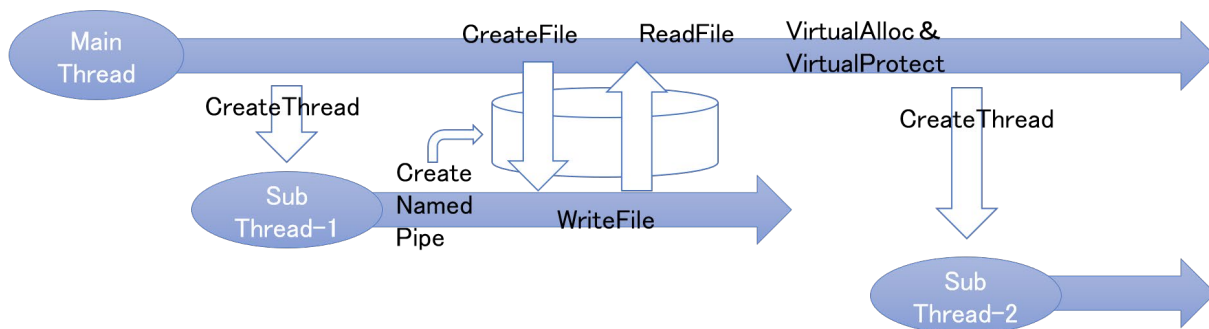 Main
Thread
CreateFile
ReadFile
VirtualAlloc &
VirtualProtect
CreateThread
CreateThread
Sub
Thread-1
Create
Named
Pipe
WriteFile
Sub
Thread-2